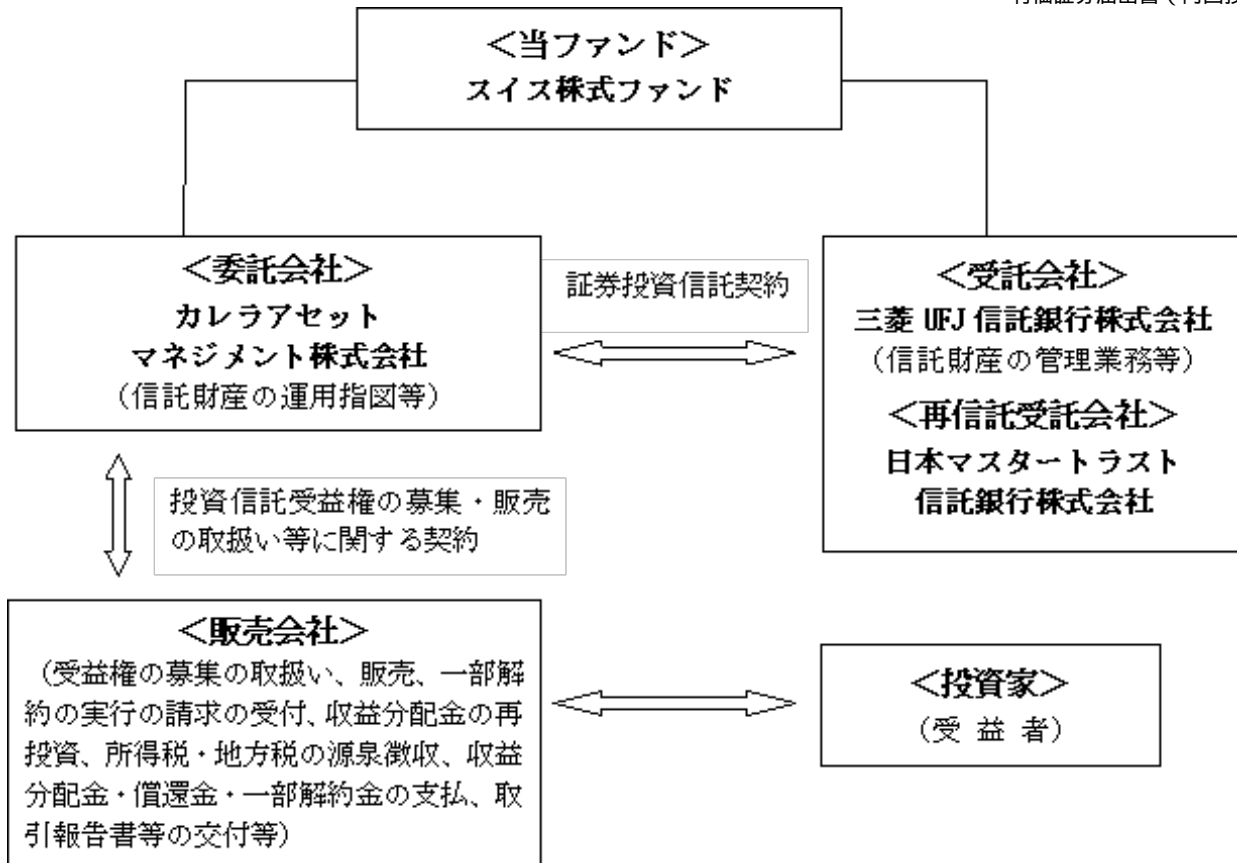 ＜当ファンド＞
スイス株式ファンド
＜委託会社＞
カレラアセット
マネジメント株式会社
（信託財産の運用指図等）
証券投資信託契約
＜受託会社＞
三菱 UFJ 信託銀行株式会社
（信託財産の管理業務等）
＜再信託受託会社＞
日本マスタートラスト
信託銀行株式会社
投資信託受益権の募集・販売
の取扱い等に関する契約
＜販売会社＞
（受益権の募集の取扱い、販売、一部解
約の実行の請求の受付、収益分配金の再
投資、所得税・地方税の源泉徴収、収益
分配金・償還金・一部解約金の支払、取
引報告書等の交付等）
＜投資家＞
（受 益 者）